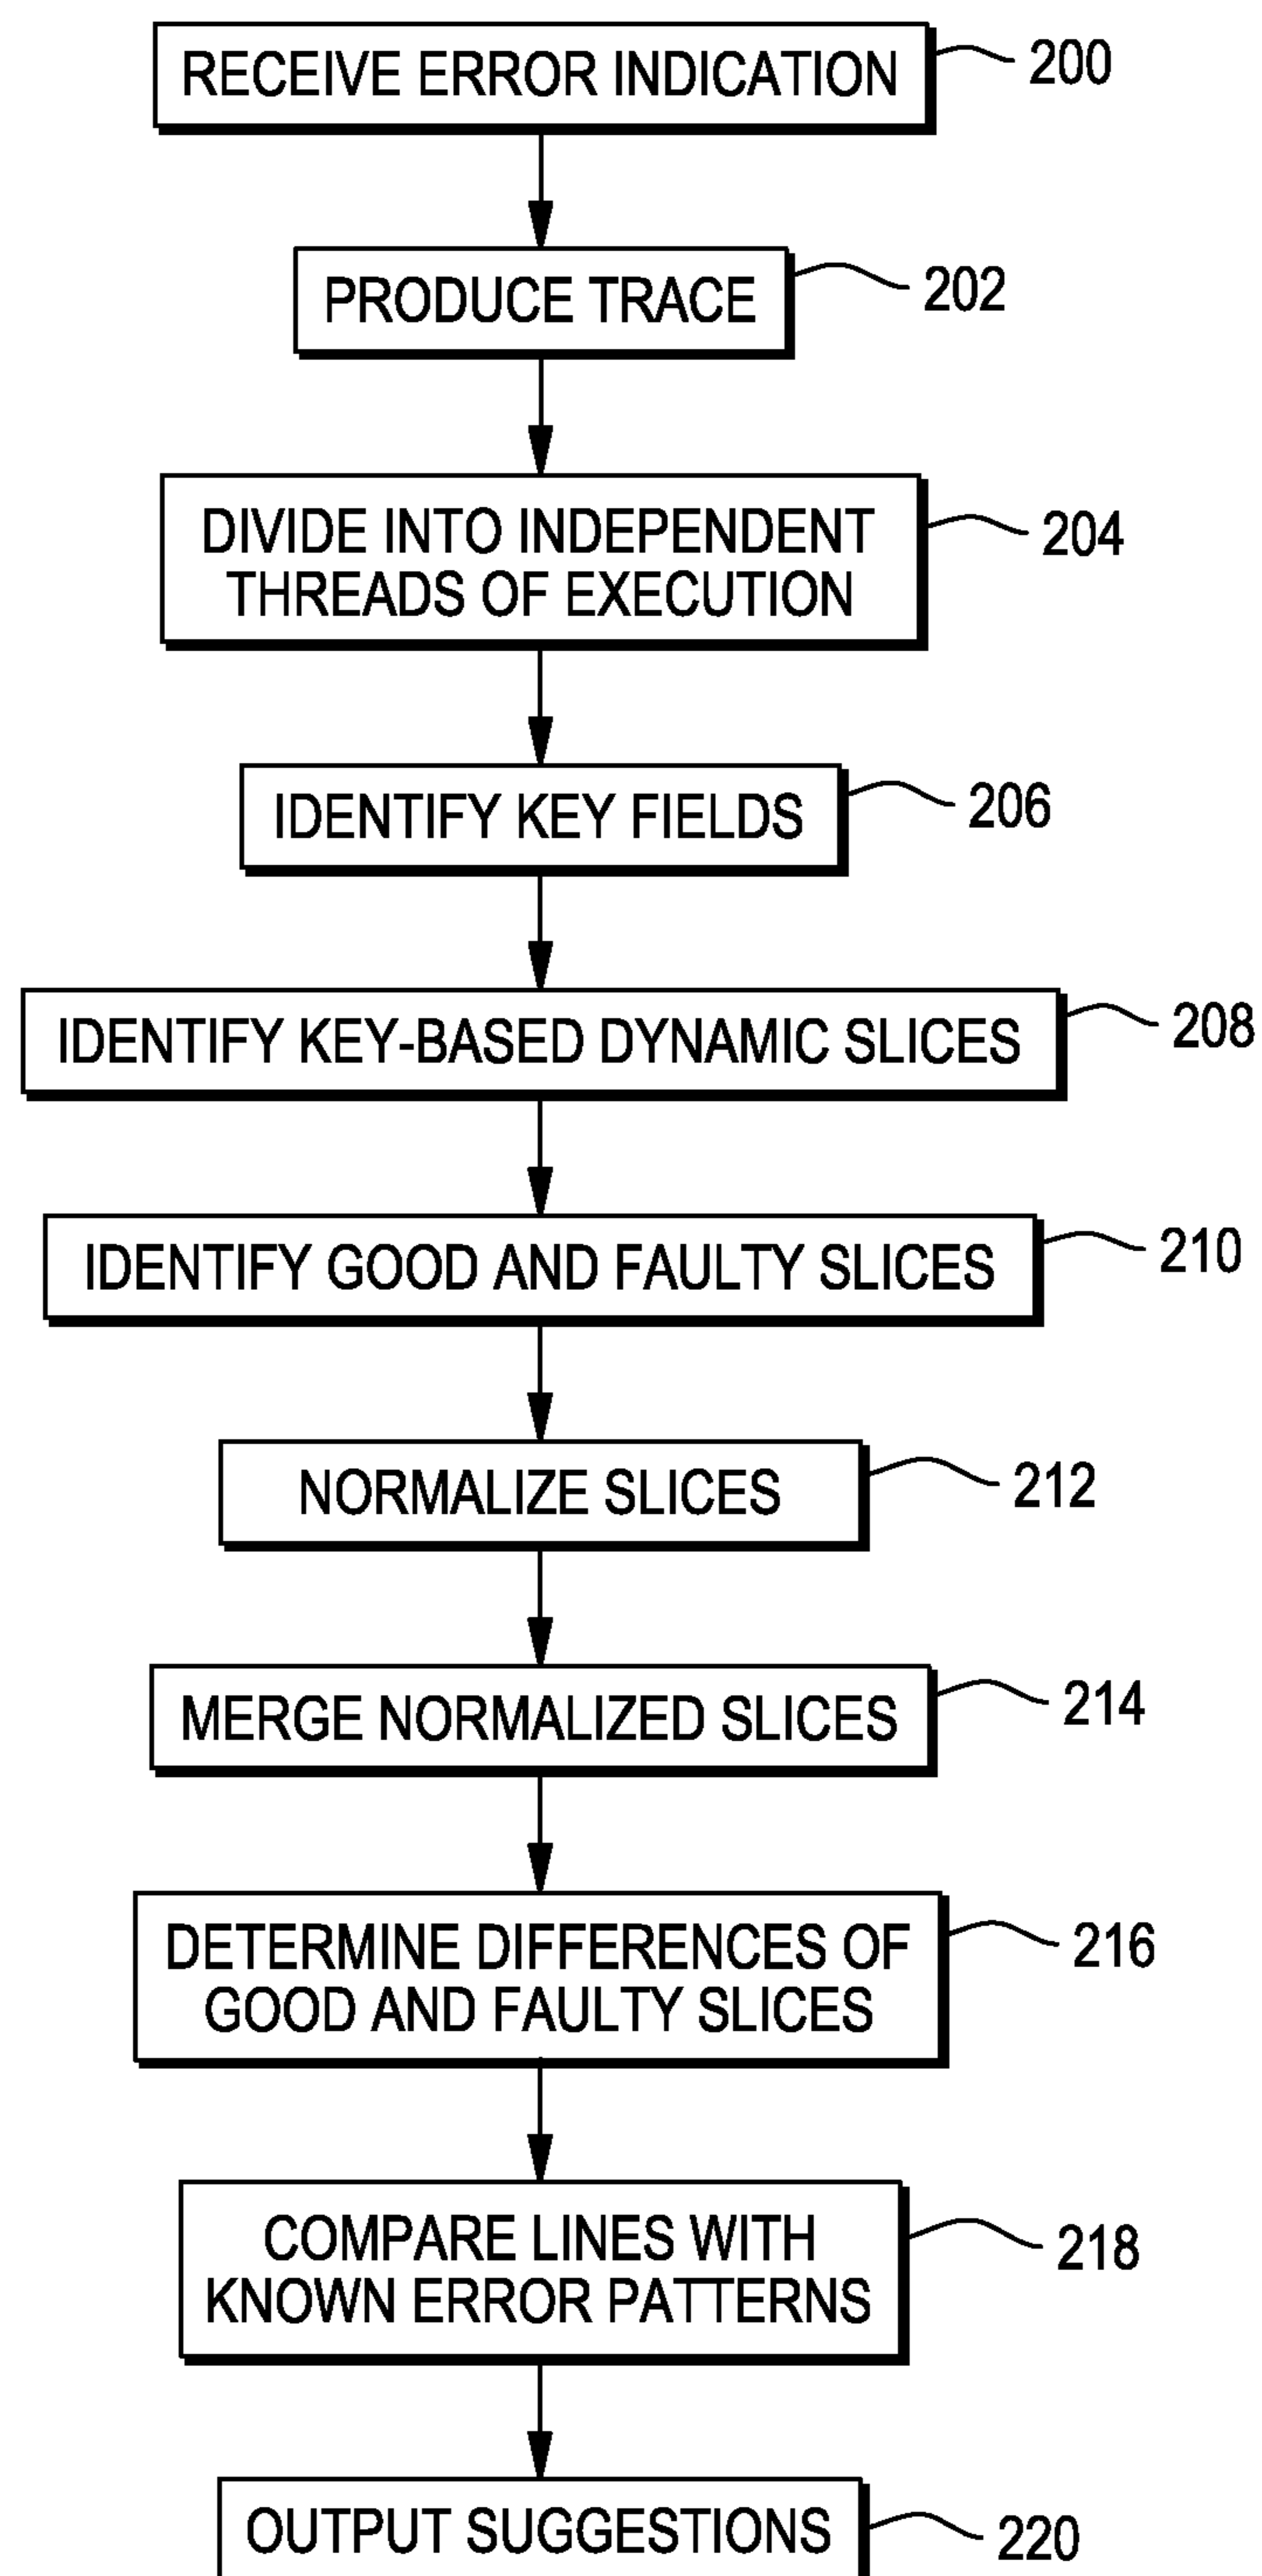 RECEIVE ERROR INDICATION
200
PRODUCE TRACE
202
DIVIDE INTO INDEPENDENT
THREADS OF EXECUTION
204
IDENTIFY KEY FIELDS
206
IDENTIFY KEY-BASED DYNAMIC SLICES
208
IDENTIFY GOOD AND FAULTY SLICES
210
NORMALIZE SLICES
212
MERGE NORMALIZED SLICES
214
DETERMINE DIFFERENCES OF
GOOD AND FAULTY SLICES
216
COMPARE LINES WITH
KNOWN ERROR PATTERNS
218
OUTPUT SUGGESTIONS
220